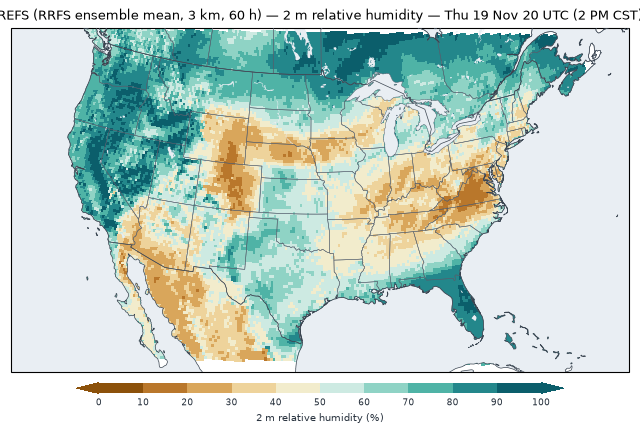 REFS (RRFS ensemble mean, 3 km, 60 h) — 2 m relative humidity — Thu 19 Nov 20 UTC (2 PM CST)
0 10 20 30 40 50 60 70 80 90 100
2 m relative humidity (%)